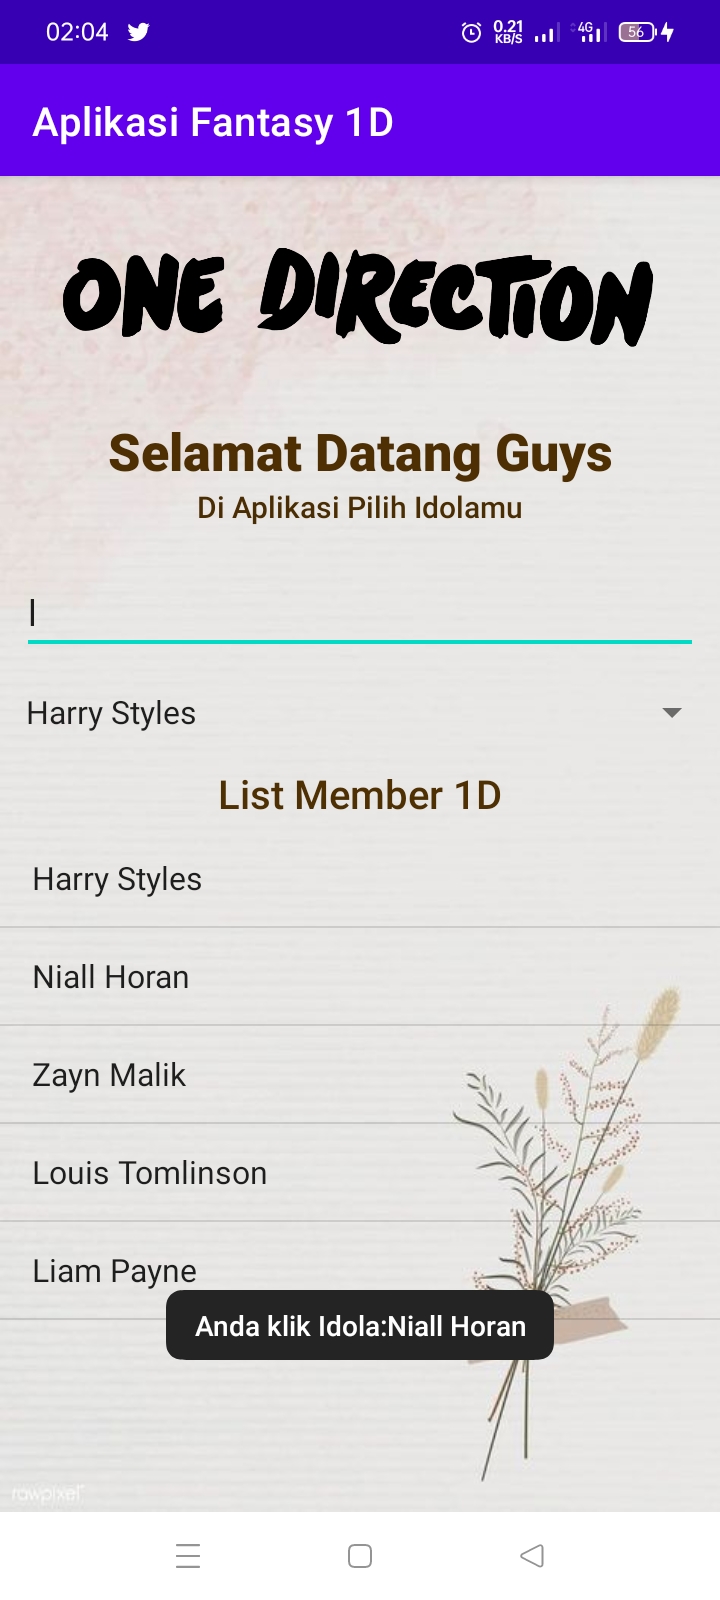 02:04
0.21
KB/S
4G
56
Aplikasi Fantasy 1D
ONE DIRECTION
Selamat Datang Guys
Di Aplikasi Pilih Idolamu
Harry Styles
List Member 1D
Harry Styles
Niall Horan
Zayn Malik
Louis Tomlinson
Liam Payne
Anda klik Idola:Niall Horan
rawpixel